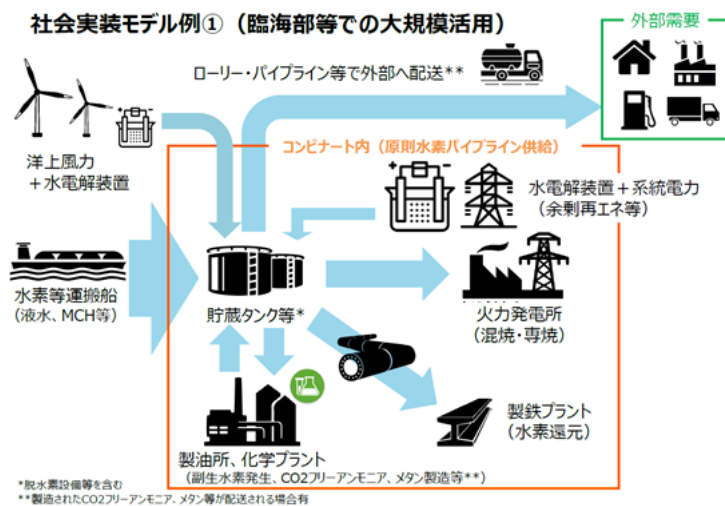 社会実装モデル例①（臨海部等での大規模活用）
外部需要
ローリー・パイプライン等で外部へ配送**
洋上風力
＋水電解装置
コンビナート内（原則水素パイプライン供給）
水電解装置＋系統電力
（余剰再エネ等）
水素等運搬船
（液水、MCH等）
貯蔵タンク等*
火力発電所
（混焼・専焼）
製鉄プラント
（水素還元）
製油所、化学プラント
（副生水素発生、CO2フリーアンモニア、メタン製造等**）
*脱水素設備等を含む
**製造されたCO2フリーアンモニア、メタン等が配送される場合有